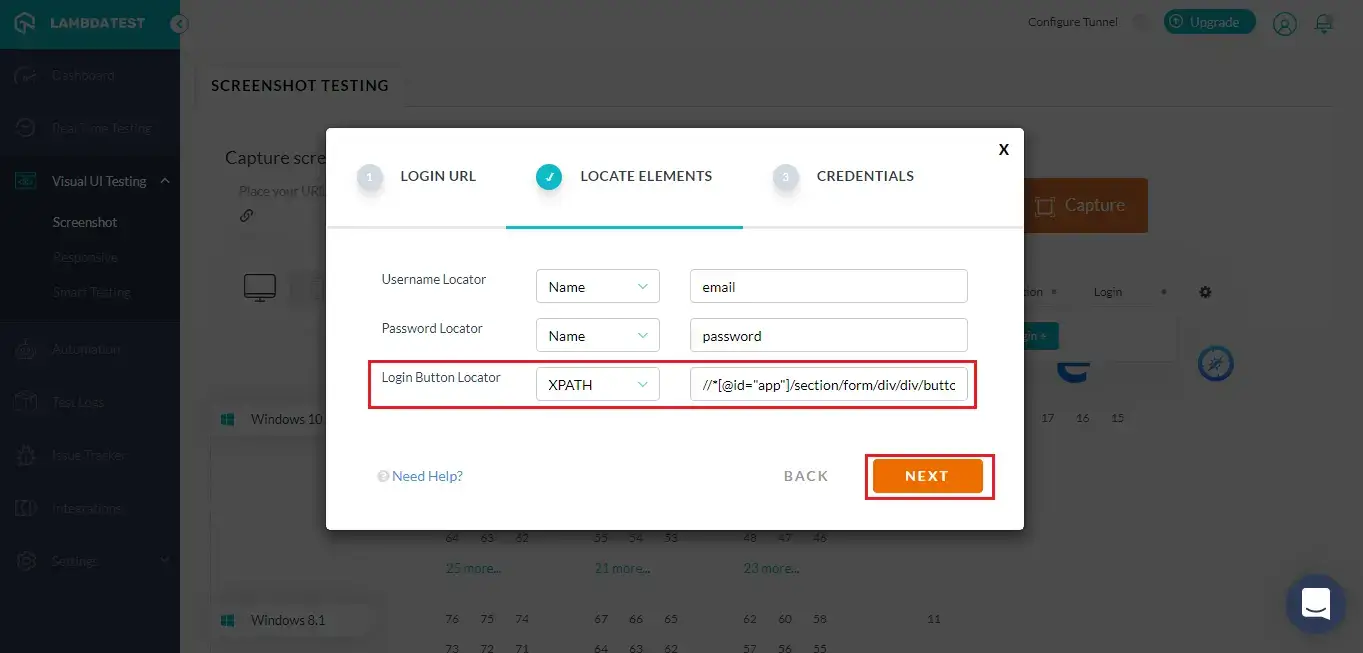 LAMBDATEST
Configure Tunnel
Upgrade
Dashboard
Real Time Testing
Visual UI Testing
Screenshot
Responsive
Smart Testing
Automation
Test Logs
Issue Tracker
Integrations
Settings
SCREENSHOT TESTING
Capture scre
Place your URL
Capture
Login
X
1 LOGIN URL
LOCATE ELEMENTS
3 CREDENTIALS
Username Locator Name email
Password Locator Name password
Login Button Locator XPATH //*[@id="app"]/section/form/div/div/butto
Need Help?
BACK
NEXT
Windows 10
17 16 15
64 63 62 55 54 53 48 47 46
25 more... 21 more... 23 more...
Windows 8.1
76 75 74 67 66 65 62 60 58 11
73 72 71 64 63 62 57 56 55